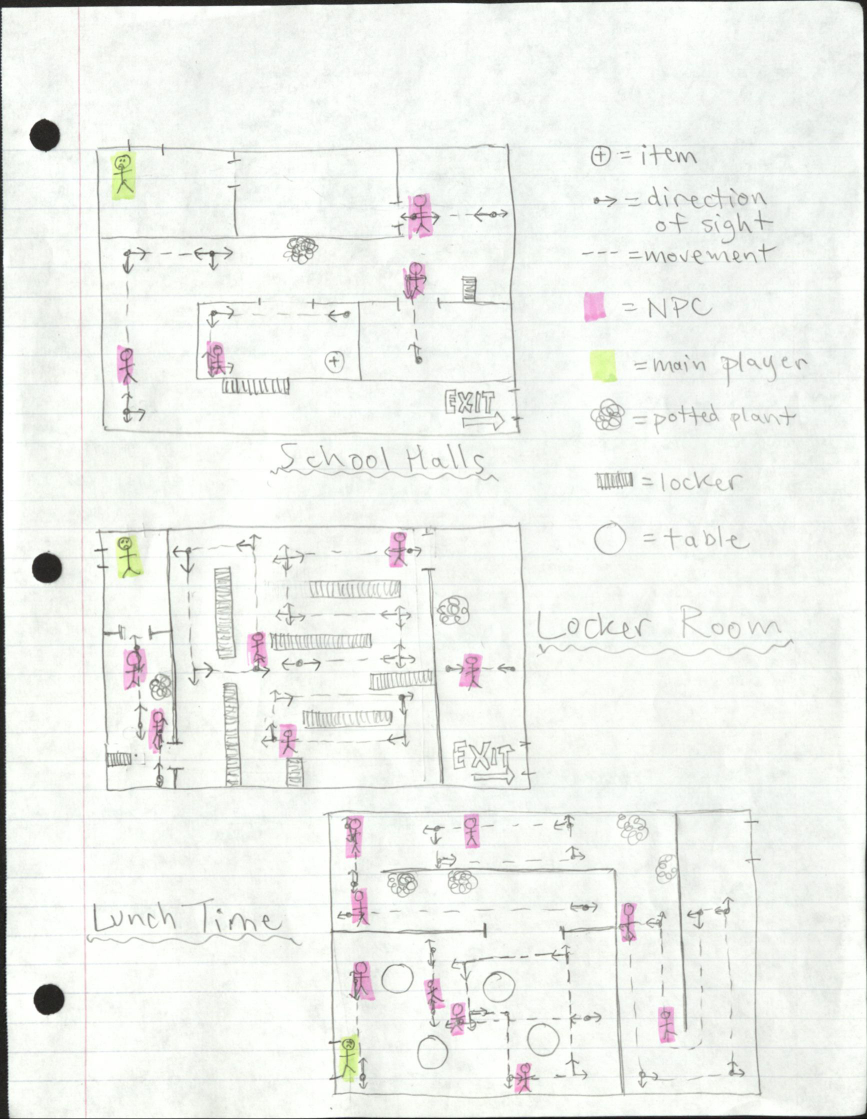 ⊕ = item
= direction
of sight
--- = movement
= NPC
= main player
= potted plant
= locker
= table
EXIT
School Halls
Locker Room
EXIT
Lunch Time